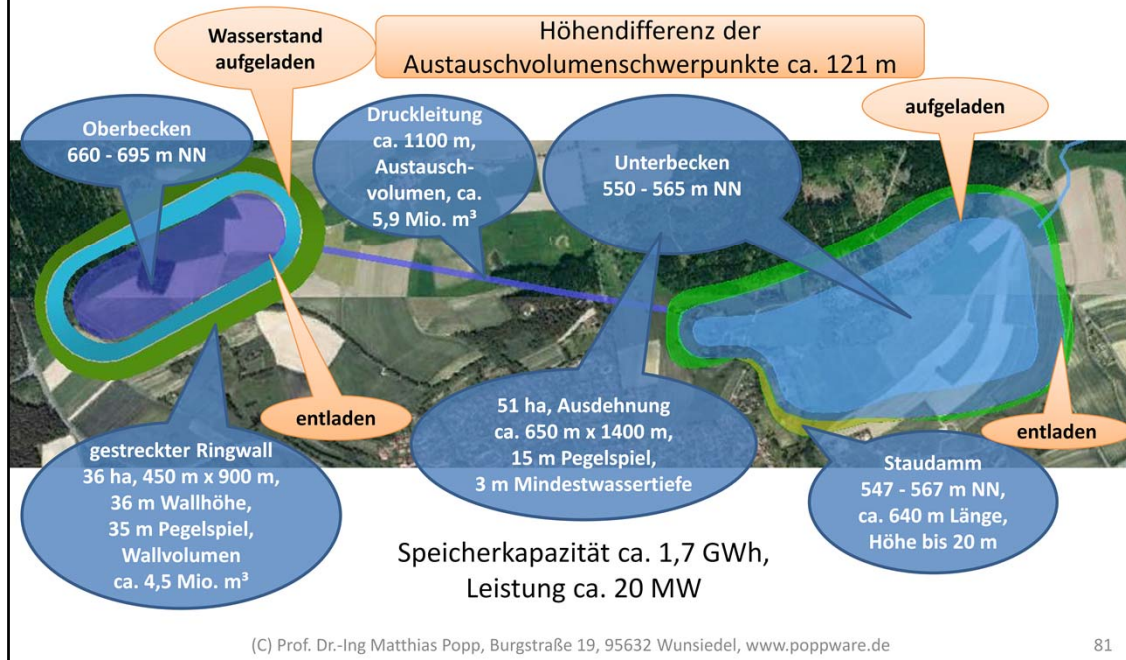 Wasserstand
aufgeladen
Höhendifferenz der
Austauschvolumenschwerpunkte ca. 121 m
aufgeladen
Oberbecken
660 - 695 m NN
Druckleitung
ca. 1100 m,
Austausch-
volumen, ca.
5,9 Mio. m³
Unterbecken
550 - 565 m NN
entladen
gestreckter Ringwall
36 ha, 450 m x 900 m,
36 m Wallhöhe,
35 m Pegelspiel,
Wallvolumen
ca. 4,5 Mio. m³
51 ha, Ausdehnung
ca. 650 m x 1400 m,
15 m Pegelspiel,
3 m Mindestwassertiefe
entladen
Staudamm
547 - 567 m NN,
ca. 640 m Länge,
Höhe bis 20 m
Speicherkapazität ca. 1,7 GWh,
Leistung ca. 20 MW
(C) Prof. Dr.-Ing Matthias Popp, Burgstraße 19, 95632 Wunsiedel, www.poppware.de
81